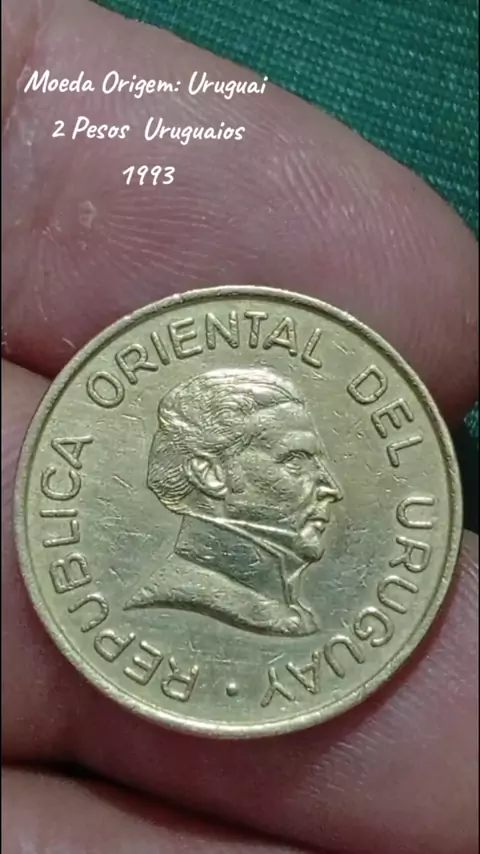 Moeda Origem: Uruguai
2 Pesos Uruguaios
1993
REPUBLICA ORIENTAL DEL URUGUAY